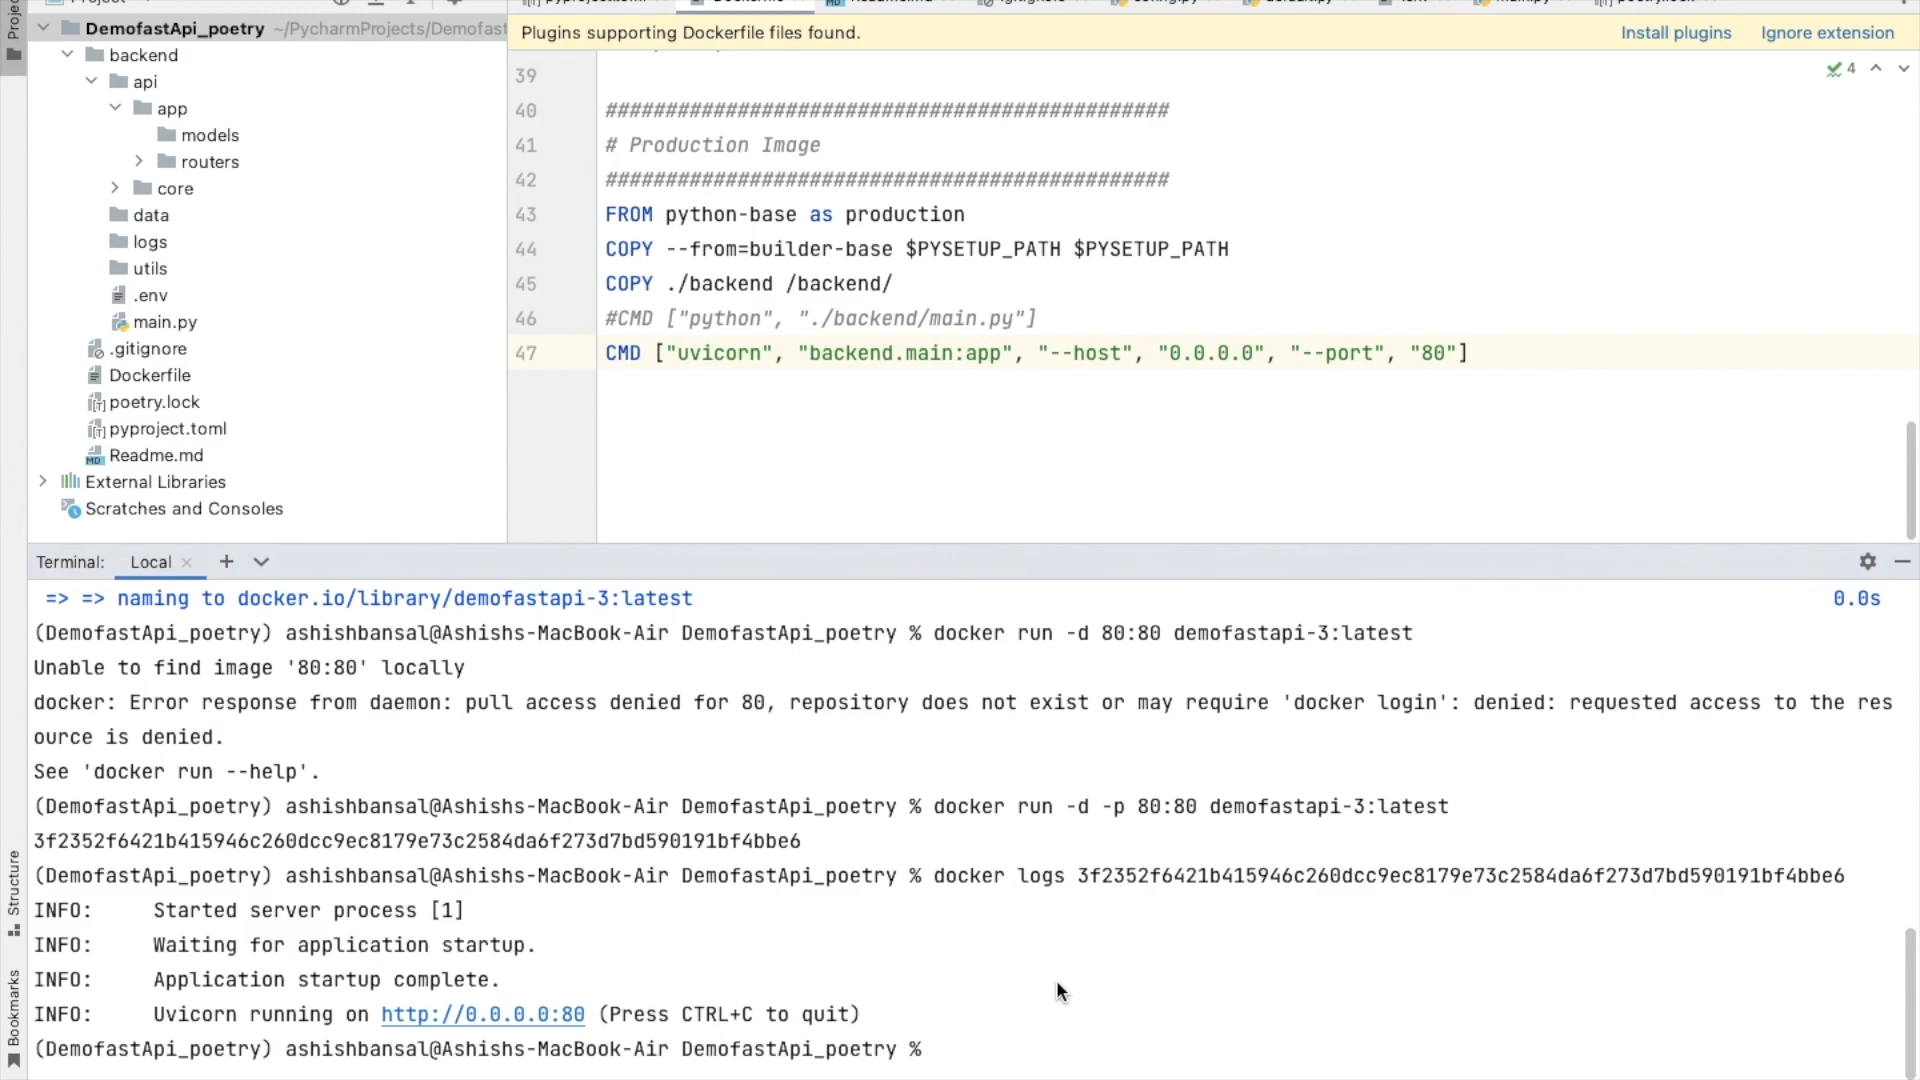 Project
DemofastApi_poetry ~/PycharmProjects/Demofast
backend
api
app
models
routers
core
data
logs
utils
.env
main.py
.gitignore
Dockerfile
poetry.lock
pyproject.toml
Readme.md
External Libraries
Scratches and Consoles
Plugins supporting Dockerfile files found.
Install plugins
Ignore extension
4
39
40 ###############################################
41 # Production Image
42 ###############################################
43 FROM python-base as production
44 COPY --from=builder-base $PYSETUP_PATH $PYSETUP_PATH
45 COPY ./backend /backend/
46 #CMD ["python", "./backend/main.py"]
47 CMD ["uvicorn", "backend.main:app", "--host", "0.0.0.0", "--port", "80"]
Terminal: Local
=> => naming to docker.io/library/demofastapi-3:latest 0.0s
(DemofastApi_poetry) ashishbansal@Ashishs-MacBook-Air DemofastApi_poetry % docker run -d 80:80 demofastapi-3:latest
Unable to find image '80:80' locally
docker: Error response from daemon: pull access denied for 80, repository does not exist or may require 'docker login': denied: requested access to the res
ource is denied.
See 'docker run --help'.
(DemofastApi_poetry) ashishbansal@Ashishs-MacBook-Air DemofastApi_poetry % docker run -d -p 80:80 demofastapi-3:latest
3f2352f6421b415946c260dcc9ec8179e73c2584da6f273d7bd590191bf4bbe6
(DemofastApi_poetry) ashishbansal@Ashishs-MacBook-Air DemofastApi_poetry % docker logs 3f2352f6421b415946c260dcc9ec8179e73c2584da6f273d7bd590191bf4bbe6
INFO: Started server process [1]
INFO: Waiting for application startup.
INFO: Application startup complete.
INFO: Uvicorn running on http://0.0.0.0:80 (Press CTRL+C to quit)
(DemofastApi_poetry) ashishbansal@Ashishs-MacBook-Air DemofastApi_poetry %
Structure
Bookmarks